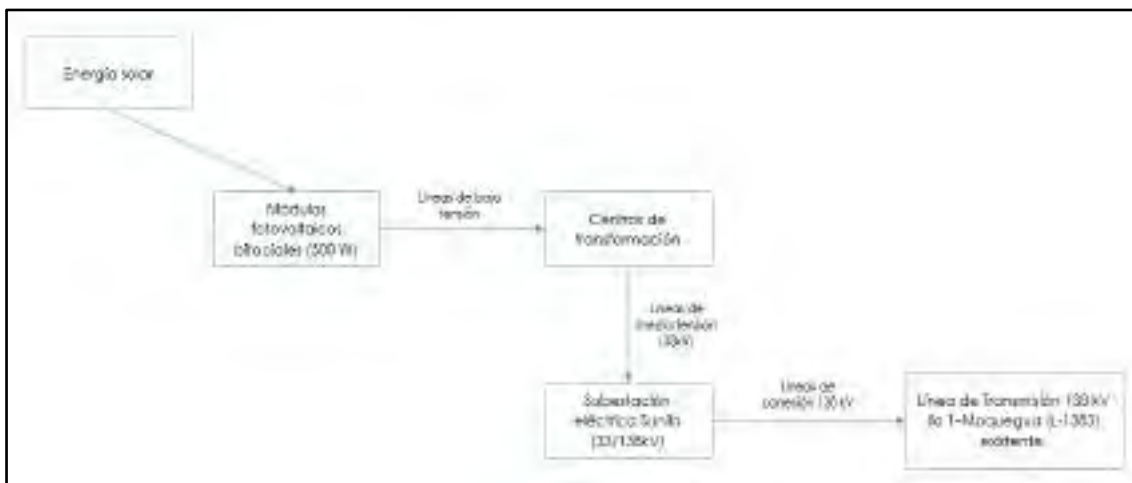 Energía solar
Módulos
fotovoltaicos
bifaciales (500 W)
Líneas de baja
tensión
Centros de
transformación
Líneas de
media tensión
(33kV)
Subestación
eléctrica
(33/138kV)
Líneas de
conexión 138 kV
Línea de Transmisión 138 kV
Ilo 1-Moquegua (L-1383)
existente